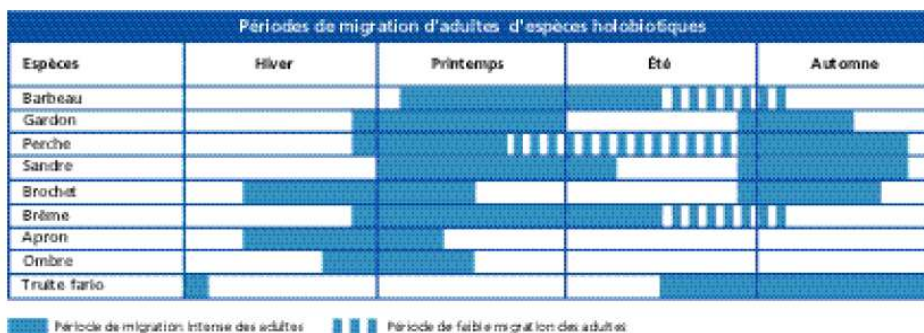 Périodes de migration d'adultes d'espèces holobiotiques
Espèces Hiver Printemps Été Automne
Barbeau
Gardon
Perche
Sandre
Brochet
Brème
Apron
Ombre
Truite fario
Période de migration intense des adultes Période de faible migration des adultes